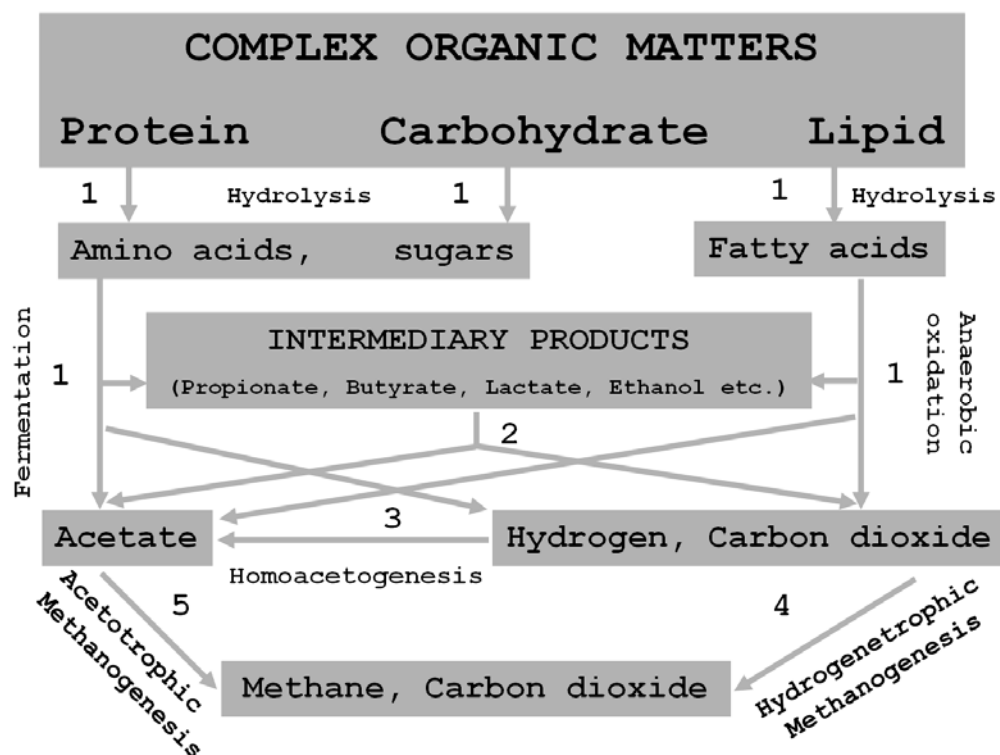 COMPLEX ORGANIC MATTERS
Protein Carbohydrate Lipid
1 Hydrolysis 1 1 Hydrolysis
Amino acids, sugars
Fatty acids
Fermentation
1
INTERMEDIARY PRODUCTS
(Propionate, Butyrate, Lactate, Ethanol etc.)
1
Anaerobic
oxidation
2
Acetate
3
Homoacetogenesis
Hydrogen, Carbon dioxide
Acetotrophic
Methanogenesis
5
4
Hydrogenetrophic
Methanogenesis
Methane, Carbon dioxide